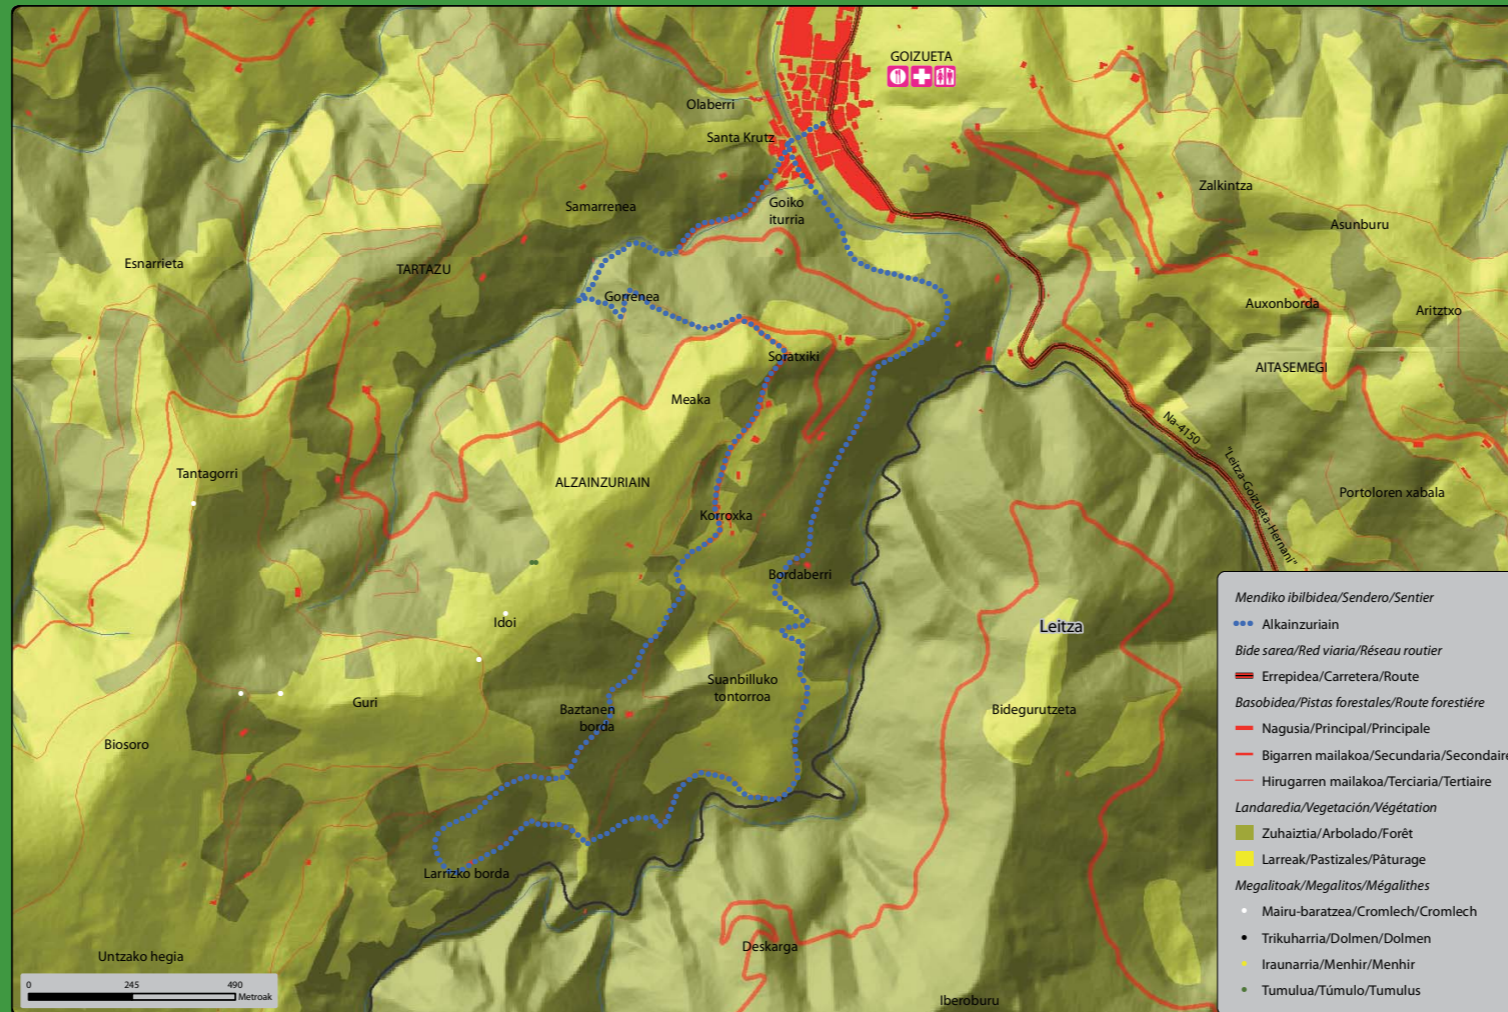 GOIZUETA
Olaberri
Santa Krutz
Zalkintza
Samarrenea
Goiko
iturria
Asunburu
Esnarrieta
TARTAZU
Gorrenea
Auxonborda
Aritztxo
Soratxiki
AITASEMEGI
Meaka
Na-4150
"Leitza-Goizueta-Hernani"
Tantagorri
ALZAINZURIAIN
Portoloren xabala
Korroxka
Bordaberri
Idoi
Leitza
Suanbilluko
tontorroa
Guri
Baztanen
borda
Bidegurutzeta
Biosoro
Larrizko borda
Deskarga
Untzako hegia
Iberoburu
0 245 490
Metroak
Mendiko ibilbidea/Sendero/Sentier
Alkainzuriain
Bide sarea/Red viaria/Réseau routier
Errepidea/Carretera/Route
Basobidea/Pistas forestales/Route forestiére
Nagusia/Principal/Principale
Bigarren mailakoa/Secundaria/Secondaire
Hirugarren mailakoa/Terciaria/Tertiaire
Landaredia/Vegetación/Végétation
Zuhaiztia/Arbolado/Forêt
Larreak/Pastizales/Pâturage
Megalitoak/Megalitos/Mégalithes
Mairu-baratzea/Cromlech/Cromlech
Trikuharria/Dolmen/Dolmen
Iraunarria/Menhir/Menhir
Tumulua/Túmulo/Tumulus